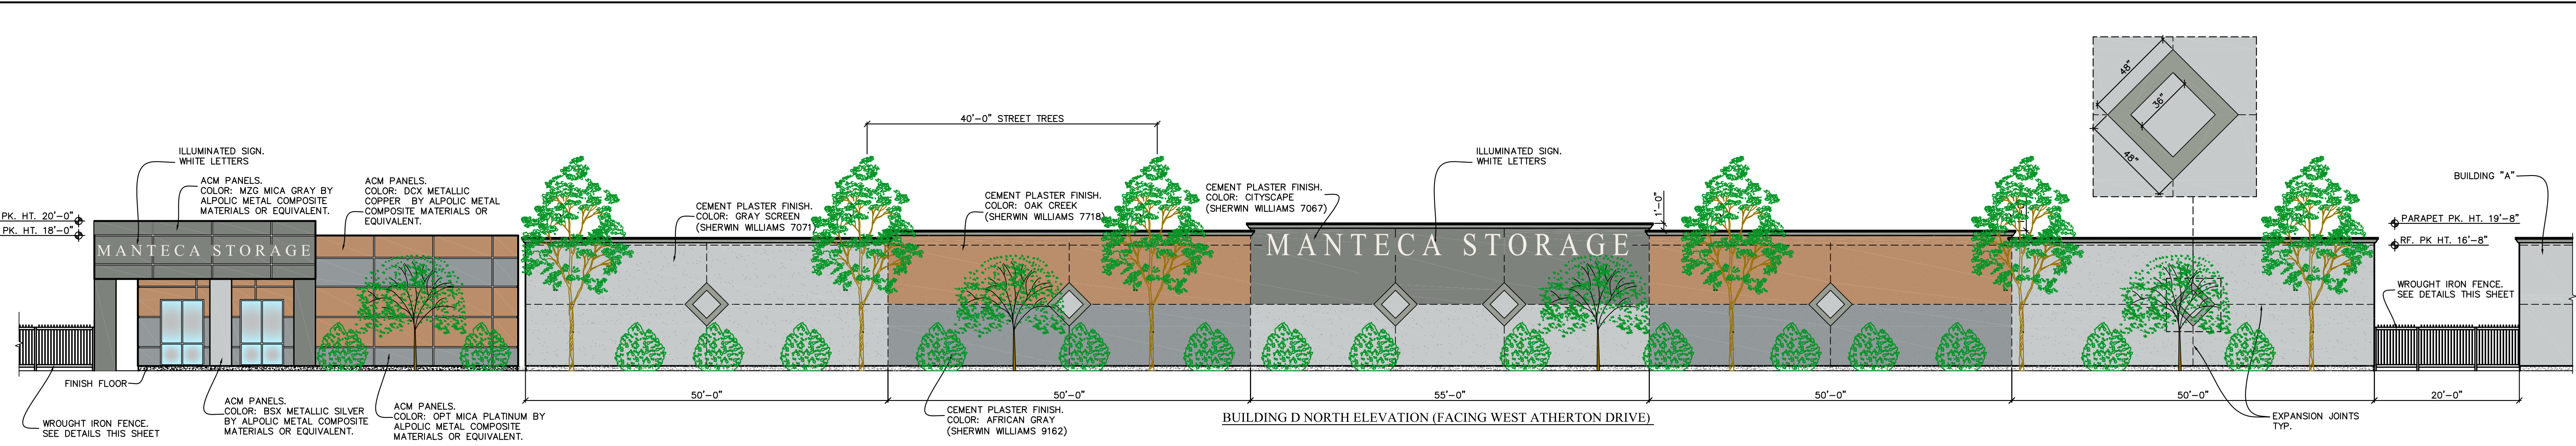 48"
36"
48"
40'-0" STREET TREES
ILLUMINATED SIGN.
WHITE LETTERS
ACM PANELS.
COLOR: MZG MICA GRAY BY
ALPOLIC METAL COMPOSITE
MATERIALS OR EQUIVALENT.
ACM PANELS.
COLOR: DCX METALLIC
COPPER BY ALPOLIC METAL
COMPOSITE MATERIALS OR
EQUIVALENT.
CEMENT PLASTER FINISH.
COLOR: GRAY SCREEN
(SHERWIN WILLIAMS 7071)
CEMENT PLASTER FINISH.
COLOR: OAK CREEK
(SHERWIN WILLIAMS 7718)
CEMENT PLASTER FINISH.
COLOR: CITYSCAPE
(SHERWIN WILLIAMS 7067)
ILLUMINATED SIGN.
WHITE LETTERS
1'-0"
BUILDING "A"
PK. HT. 20'-0"
PK. HT. 18'-0"
PARAPET PK. HT. 19'-8"
RF. PK HT. 16'-8"
MANTECA STORAGE
MANTECA STORAGE
WROUGHT IRON FENCE.
SEE DETAILS THIS SHEET
FINISH FLOOR
50'-0"
50'-0"
55'-0"
50'-0"
50'-0"
20'-0"
WROUGHT IRON FENCE.
SEE DETAILS THIS SHEET
ACM PANELS.
COLOR: BSX METALLIC SILVER
BY ALPOLIC METAL COMPOSITE
MATERIALS OR EQUIVALENT.
ACM PANELS.
COLOR: OPT MICA PLATINUM BY
ALPOLIC METAL COMPOSITE
MATERIALS OR EQUIVALENT.
CEMENT PLASTER FINISH.
COLOR: AFRICAN GRAY
(SHERWIN WILLIAMS 9162)
BUILDING D NORTH ELEVATION (FACING WEST ATHERTON DRIVE)
EXPANSION JOINTS
TYP.